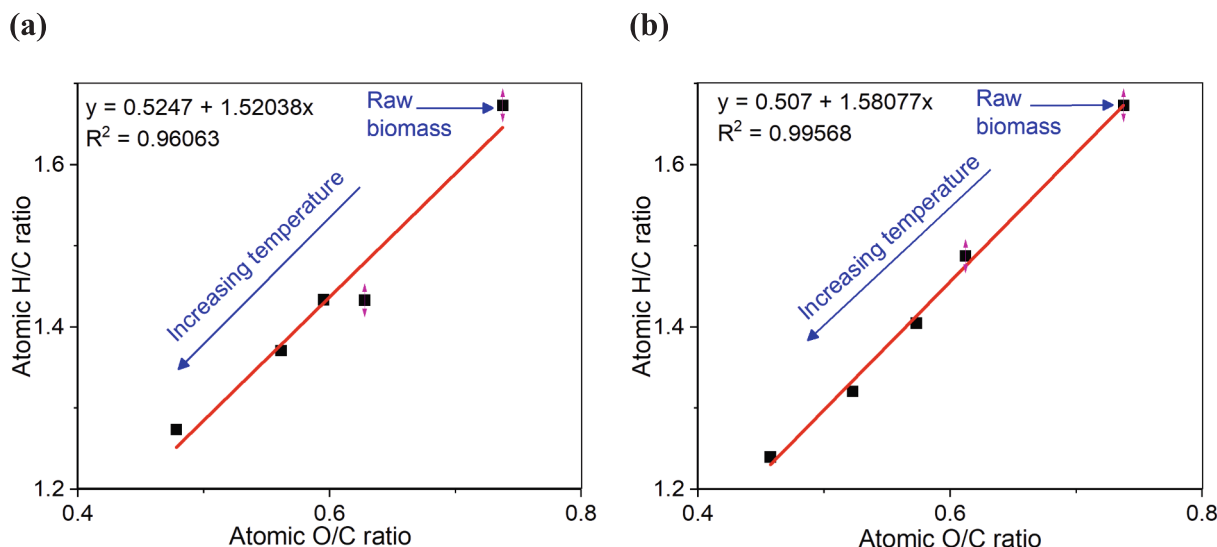 (a)
y = 0.5247 + 1.52038x
R² = 0.96063
Raw
biomass
Increasing temperature
Atomic H/C ratio
1.6
1.4
1.2
0.4
0.6
0.8
Atomic O/C ratio
(b)
y = 0.507 + 1.58077x
R² = 0.99568
Raw
biomass
Increasing temperature
Atomic H/C ratio
1.6
1.4
1.2
0.4
0.6
0.8
Atomic O/C ratio